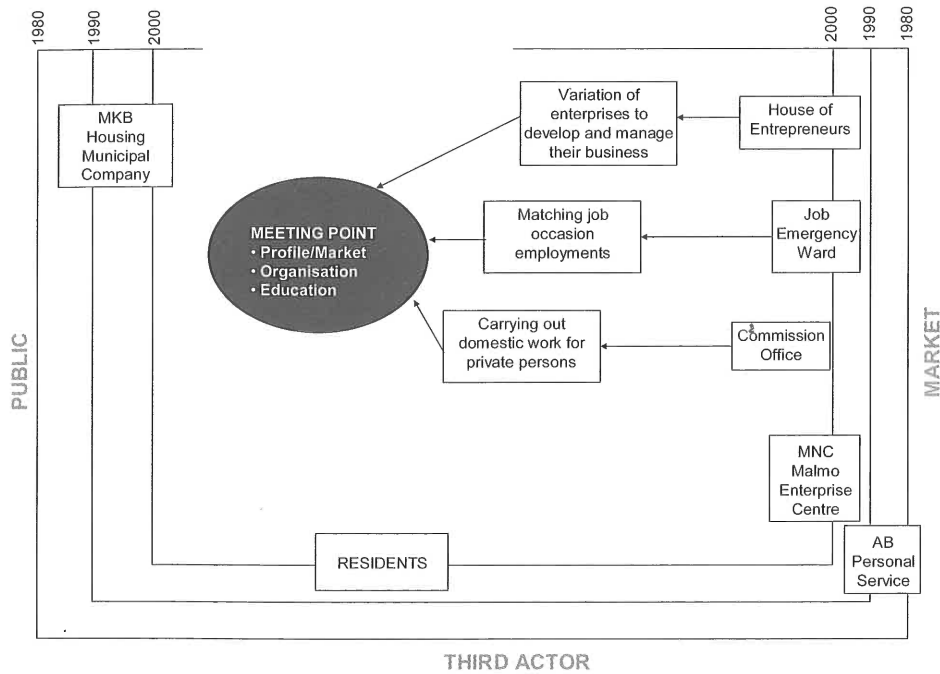 1980
1990
2000
2000
1990
1980
MKB
Housing
Municipal
Company
Variation of
enterprises to
develop and manage
their business
House of
Entrepreneurs
MEETING POINT
• Profile/Market
• Organisation
• Education
Matching job
occasion
employments
Job
Emergency
Ward
Carrying out
domestic work for
private persons
Commission
Office
PUBLIC
MARKET
MNC
Malmo
Enterprise
Centre
AB
Personal
Service
RESIDENTS
THIRD ACTOR